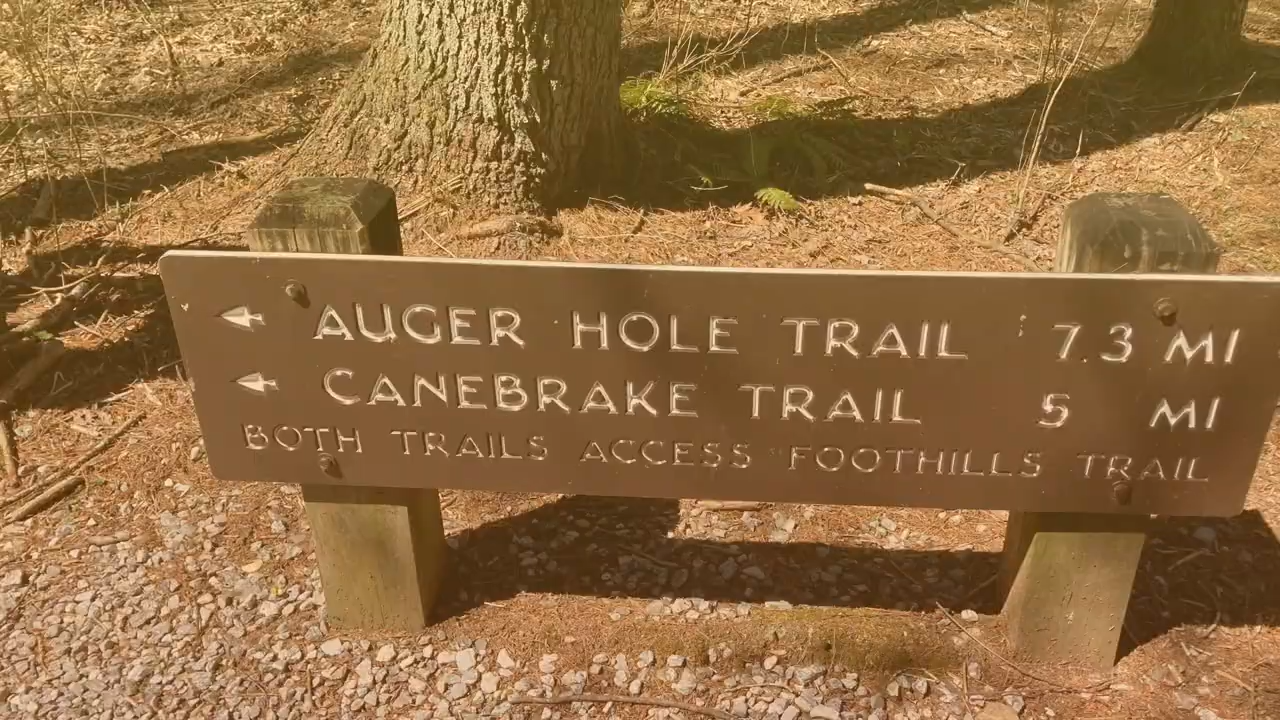 AUGER HOLE TRAIL 7.3 MI
CANEBRAKE TRAIL 5 MI
BOTH TRAILS ACCESS FOOTHILLS TRAIL